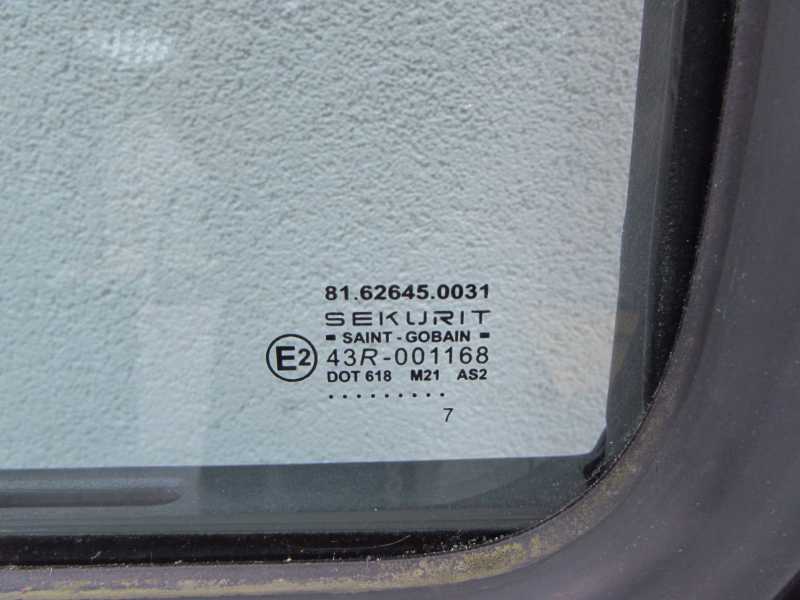 81.62645.0031
SEKURIT
SAINT - GOBAIN
E2 43R-001168
DOT 618 M21 AS2
.........
7